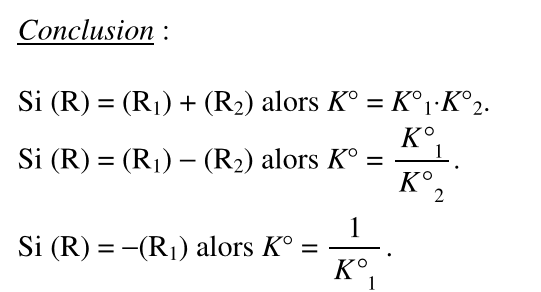 Conclusion :
Si (R) = (R₁) + (R₂) alors K° = K°₁·K°₂.
Si (R) = (R₁) − (R₂) alors K° = K°₁ / K°₂.
Si (R) = −(R₁) alors K° = 1 / K°₁.